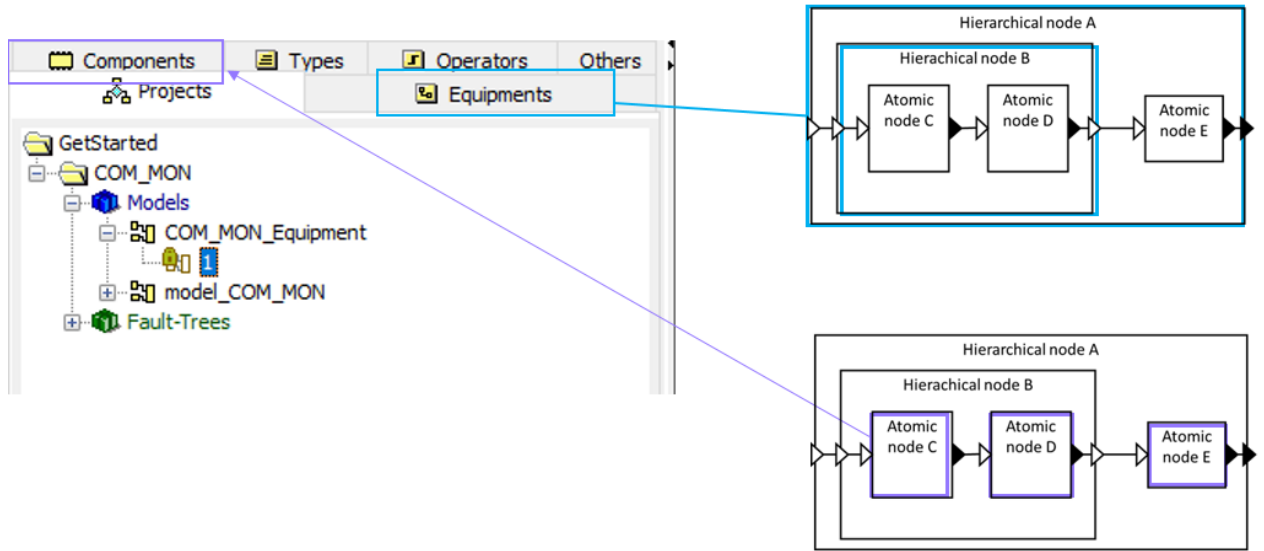 Components
Types
Operators
Others
Projects
Equipments
GetStarted
COM_MON
Models
COM_MON_Equipment
1
model_COM_MON
Fault-Trees
Hierarchical node A
Hierachical node B
Atomic
node C
Atomic
node D
Atomic
node E
Hierarchical node A
Hierachical node B
Atomic
node C
Atomic
node D
Atomic
node E